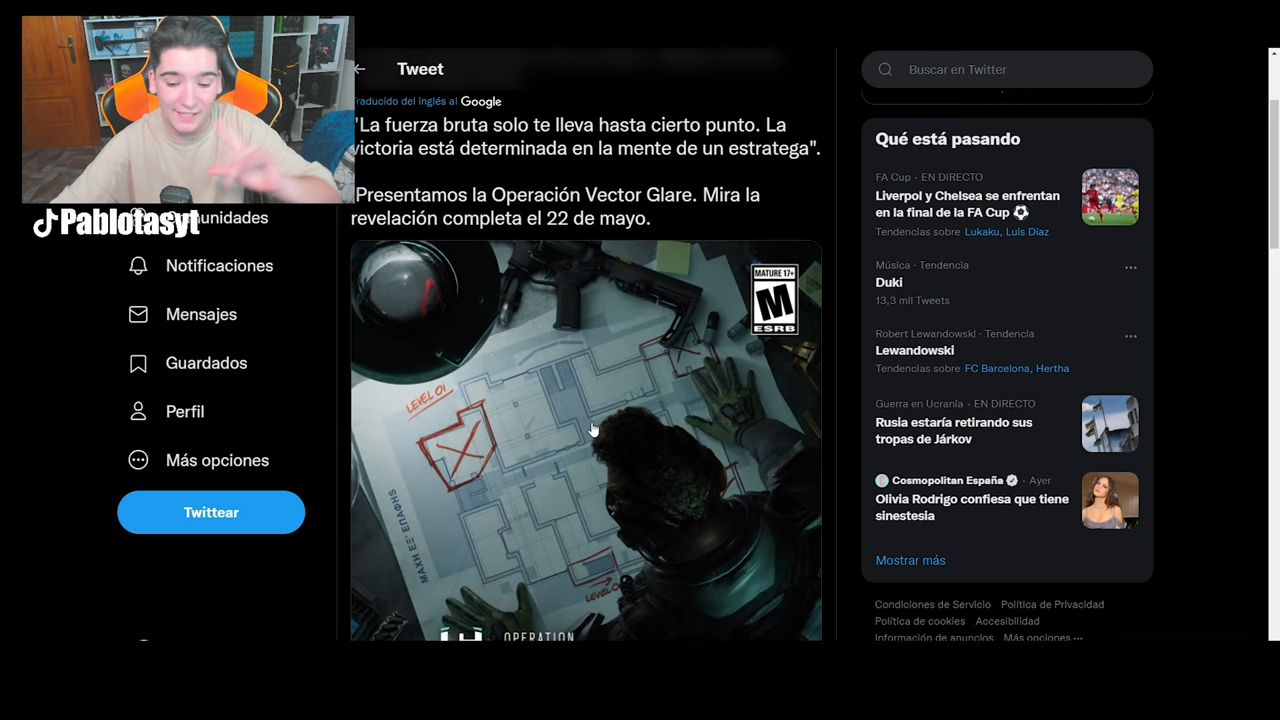 Tweet
Traducido del inglés al Google
"La fuerza bruta solo te lleva hasta cierto punto. La
victoria está determinada en la mente de un estratega".
Presentamos la Operación Vector Glare. Mira la
revelación completa el 22 de mayo.
MATURE 17+
M
ESRB
LEVEL 01
ΜΑΧΗ ΕΞ' ΕΠΑΦΗΣ
OPERATION
Pablotasyt
Comunidades
Notificaciones
Mensajes
Guardados
Perfil
Más opciones
Twittear
Buscar en Twitter
Qué está pasando
FA Cup · EN DIRECTO
Liverpol y Chelsea se enfrentan
en la final de la FA Cup ⚽
Tendencias sobre Lukaku, Luis Díaz
Música · Tendencia
Duki
13,3 mil Tweets
Robert Lewandowski · Tendencia
Lewandowski
Tendencias sobre FC Barcelona, Hertha
Guerra en Ucrania · EN DIRECTO
Rusia estaría retirando sus
tropas de Járkov
Cosmopolitan España · Ayer
Olivia Rodrigo confiesa que tiene
sinestesia
Mostrar más
Condiciones de Servicio Política de Privacidad
Política de cookies Accesibilidad
Información de anuncios Más opciones ···